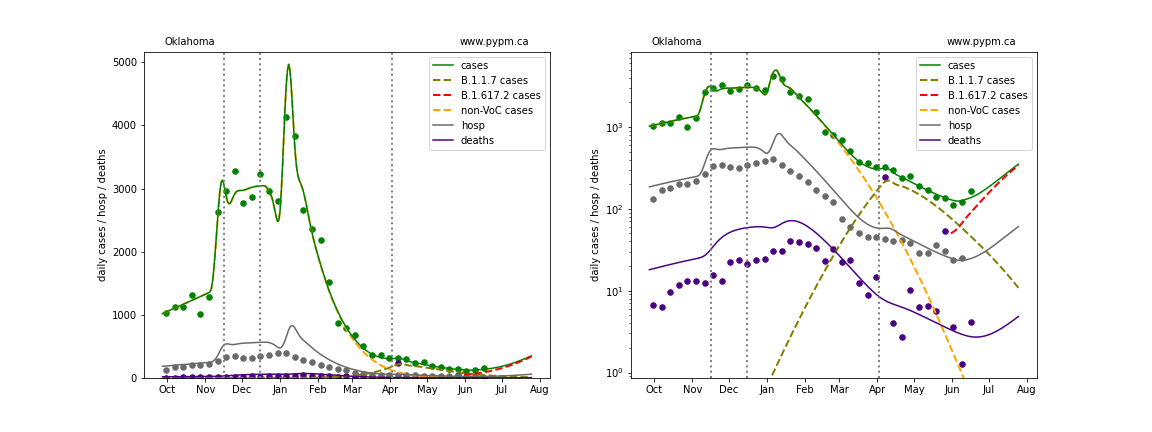 Oklahoma
www.pypm.ca
5000
4000
3000
2000
1000
0
daily cases / hosp / deaths
cases
B.1.1.7 cases
B.1.617.2 cases
non-VoC cases
hosp
deaths
Oct Nov Dec Jan Feb Mar Apr May Jun Jul Aug
Oklahoma
www.pypm.ca
10³
10²
10¹
10⁰
daily cases / hosp / deaths
cases
B.1.1.7 cases
B.1.617.2 cases
non-VoC cases
hosp
deaths
Oct Nov Dec Jan Feb Mar Apr May Jun Jul Aug